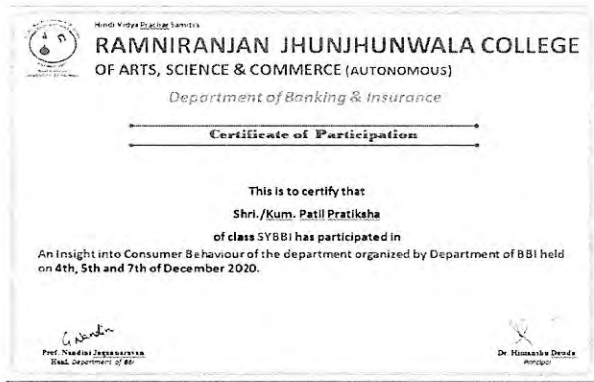 Hindi Vidya Prachar Samiti's
RAMNIRANJAN JHUNJHUNWALA COLLEGE
OF ARTS, SCIENCE & COMMERCE (AUTONOMOUS)
Department of Banking & Insurance
Certificate of Participation
This is to certify that
Shri./Kum. Patil Pratiksha
of class SYBBI has participated in
An Insight into Consumer Behaviour of the department organized by Department of BBI held
on 4th, 5th and 7th of December 2020.
Prof. Nandini Jagannarayan
Head, Department of BBI
Dr. Himanshu Dawda
Principal